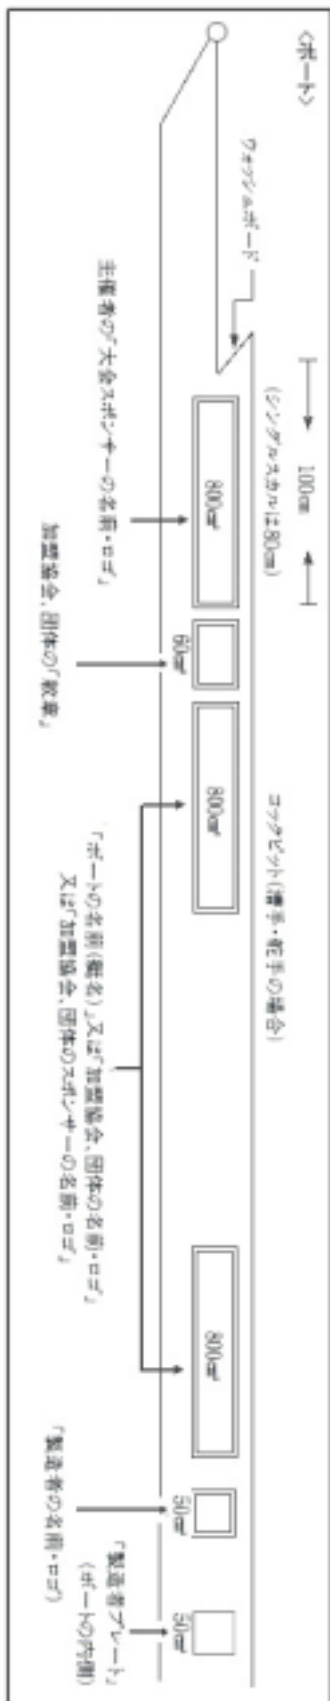 〈ボート〉
ウォッシュボード
100cm
(シングルスカルは80cm)
コックピット(漕手・舵手の場合)
800c㎡
60c㎡
800c㎡
800c㎡
50c㎡
50c㎡
主催者の「大会スポンサーの名前・ロゴ」
加盟協会、団体の「紋章」
「ボートの名前(艇名)」又は「加盟協会、団体の名前・ロゴ」
又は「加盟協会、団体のスポンサーの名前・ロゴ」
「製造者の名前・ロゴ」
「製造者プレート」
(ボートの内側)